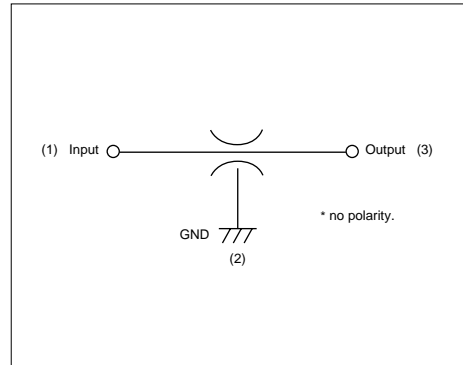 (1) Input Output (3)
* no polarity.
GND
(2)